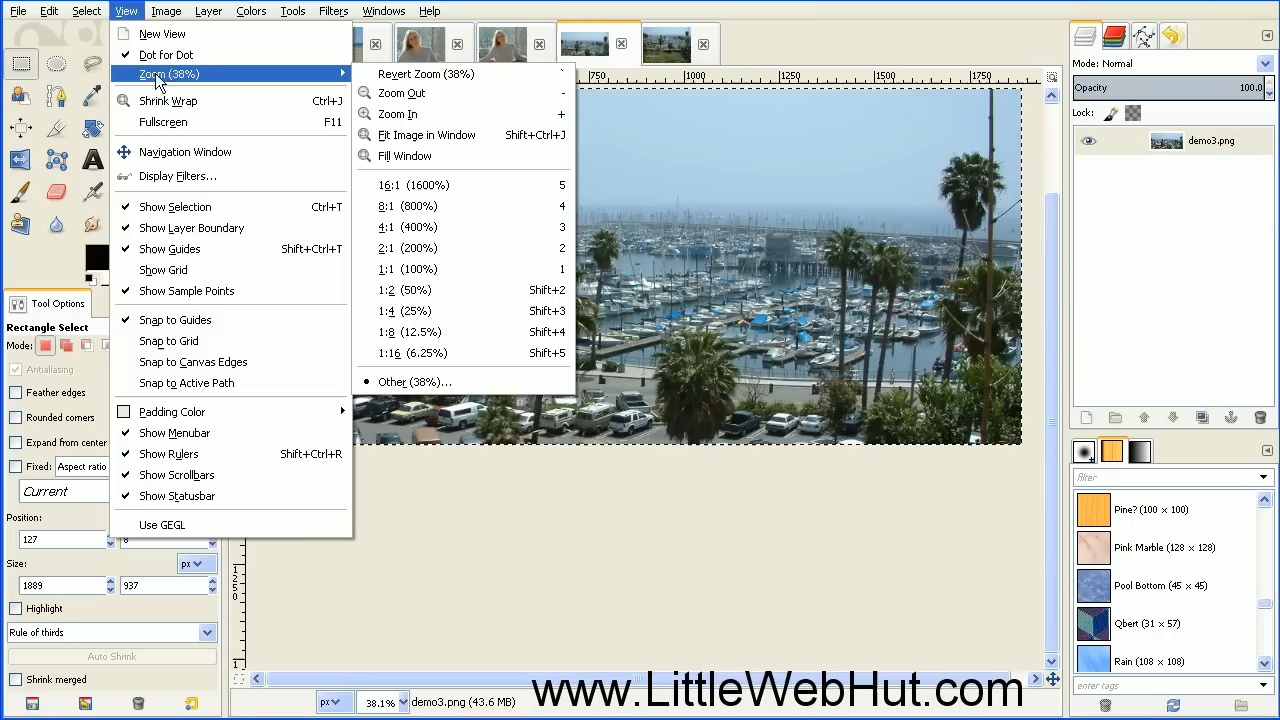 File Edit Select View Image Layer Colors Tools Filters Windows Help
New View
Dot for Dot
Zoom (38%)
Shrink Wrap Ctrl+J
Fullscreen F11
Navigation Window
Display Filters...
Show Selection Ctrl+T
Show Layer Boundary
Show Guides Shift+Ctrl+T
Show Grid
Show Sample Points
Snap to Guides
Snap to Grid
Snap to Canvas Edges
Snap to Active Path
Padding Color
Show Menubar
Show Rulers Shift+Ctrl+R
Show Scrollbars
Show Statusbar
Use GEGL
Revert Zoom (38%) `
Zoom Out -
Zoom In +
Fit Image in Window Shift+Ctrl+J
Fill Window
16:1 (1600%) 5
8:1 (800%) 4
4:1 (400%) 3
2:1 (200%) 2
1:1 (100%) 1
1:2 (50%) Shift+2
1:4 (25%) Shift+3
1:8 (12.5%) Shift+4
1:16 (6.25%) Shift+5
Other (38%)...
750 1000 1250 1500 1750
Tool Options
Rectangle Select
Mode:
Antialiasing
Feather edges
Rounded corners
Expand from center
Fixed: Aspect ratio
Current
Position:
127 8
Size: px
1889 937
Highlight
Rule of thirds
Auto Shrink
Shrink merged
1250
1
px 38.1% demo3.png (43.6 MB)
www.LittleWebHut.com
Mode: Normal
Opacity 100.0
Lock:
demo3.png
filter
Pine? (100 × 100)
Pink Marble (128 × 128)
Pool Bottom (45 × 45)
Qbert (31 × 57)
Rain (108 × 108)
enter tags